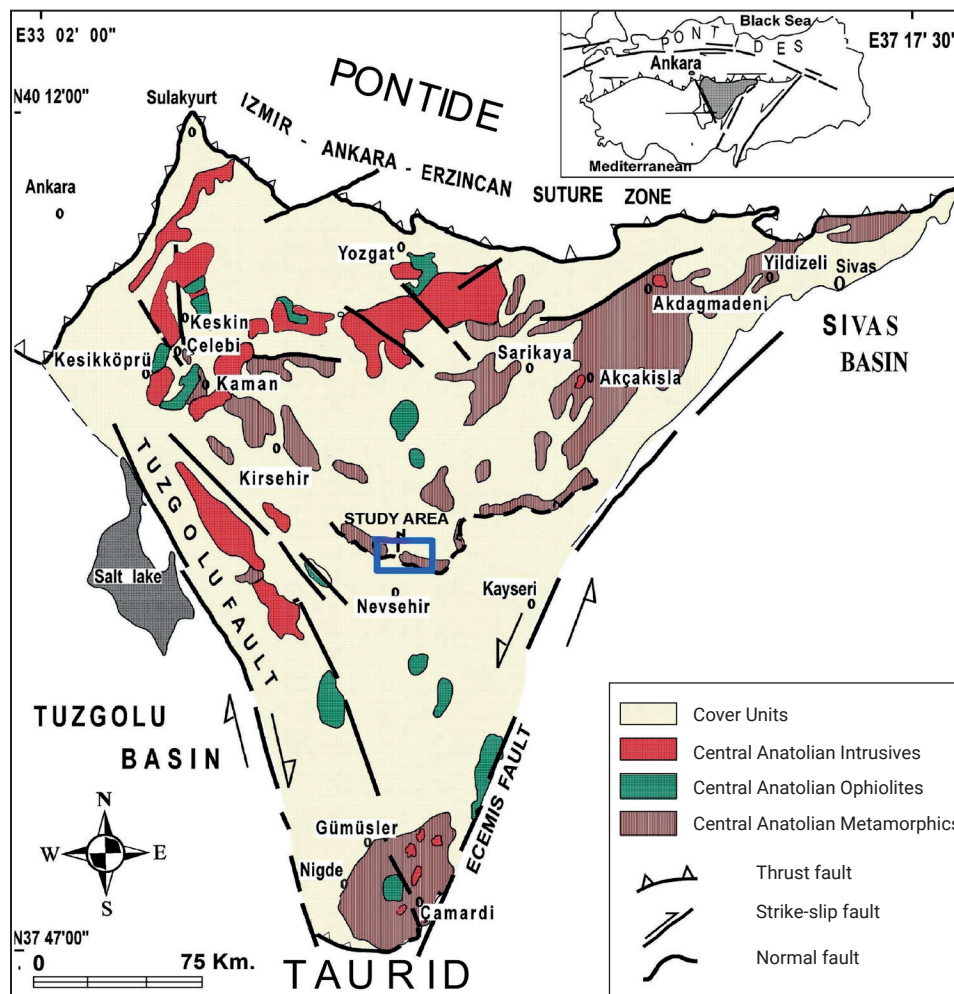 E33 02' 00"
E37 17' 30"
Black Sea
PONTIDES
Ankara
Mediterranean
N40 12' 00"
Sulakyurt
PONTIDE
IZMIR - ANKARA - ERZINCAN SUTURE ZONE
Ankara
Yozgat
Yildizeli
Sivas
Akdagmadeni
Keskin
Çelebi
SIVAS
BASIN
Sarikaya
Kesikköprü
Kaman
Akçakisla
Kirsehir
TUZGOLU FAULT
STUDY AREA
N
Salt lake
Nevsehir
Kayseri
TUZGOLU
BASIN
ECEMIS FAULT
Gümüsler
Nigde
Çamardi
N
W
E
S
N37 47' 00"
0
75 Km.
TAURID
Cover Units
Central Anatolian Intrusives
Central Anatolian Ophiolites
Central Anatolian Metamorphics
Thrust fault
Strike-slip fault
Normal fault